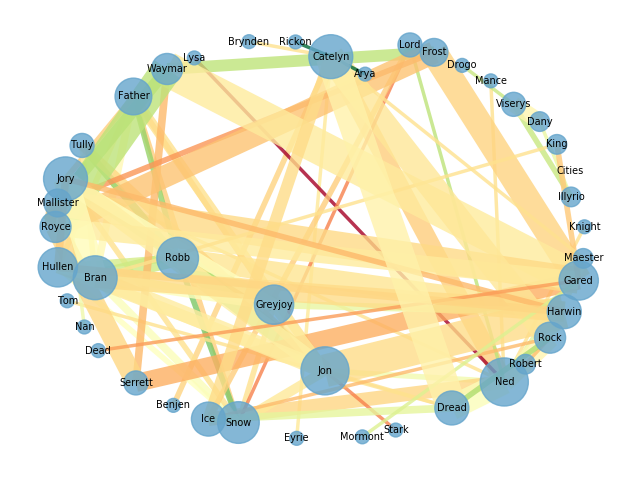 Brynden
Rickon
Lord
Frost
Lysa
Catelyn
Drogo
Waymar
Arya
Mance
Father
Viserys
Dany
Tully
King
Cities
Jory
Illyrio
Mallister
Royce
Knight
Robb
Maester
Hullen
Bran
Gared
Tom
Greyjoy
Harwin
Nan
Rock
Dead
Robert
Jon
Serrett
Ned
Benjen
Dread
Ice
Snow
Stark
Eyrie
Mormont